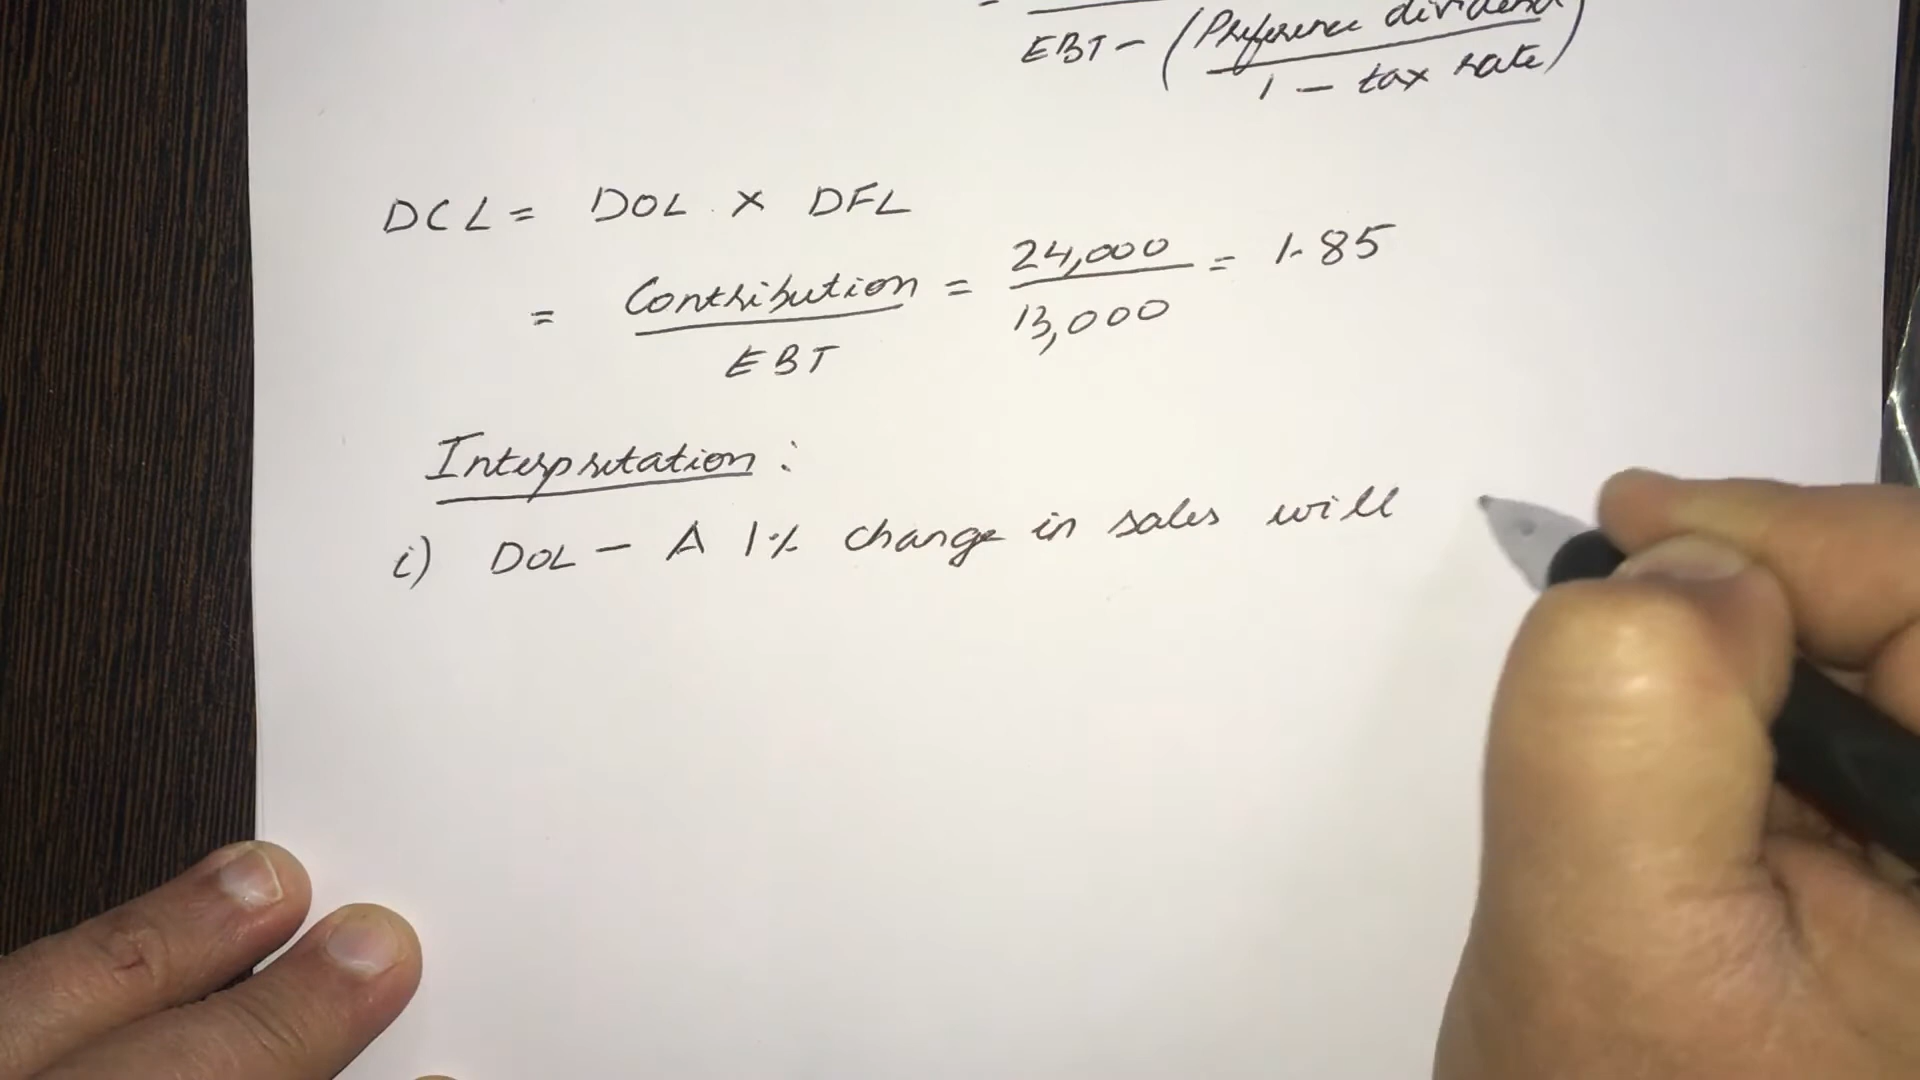 EBT - (Preference dividend
1 - tax rate)
DCL = DOL × DFL
= Contribution = 24,000 = 1.85
EBT 13,000
Interpretation:
i) DOL - A 1% change in sales will